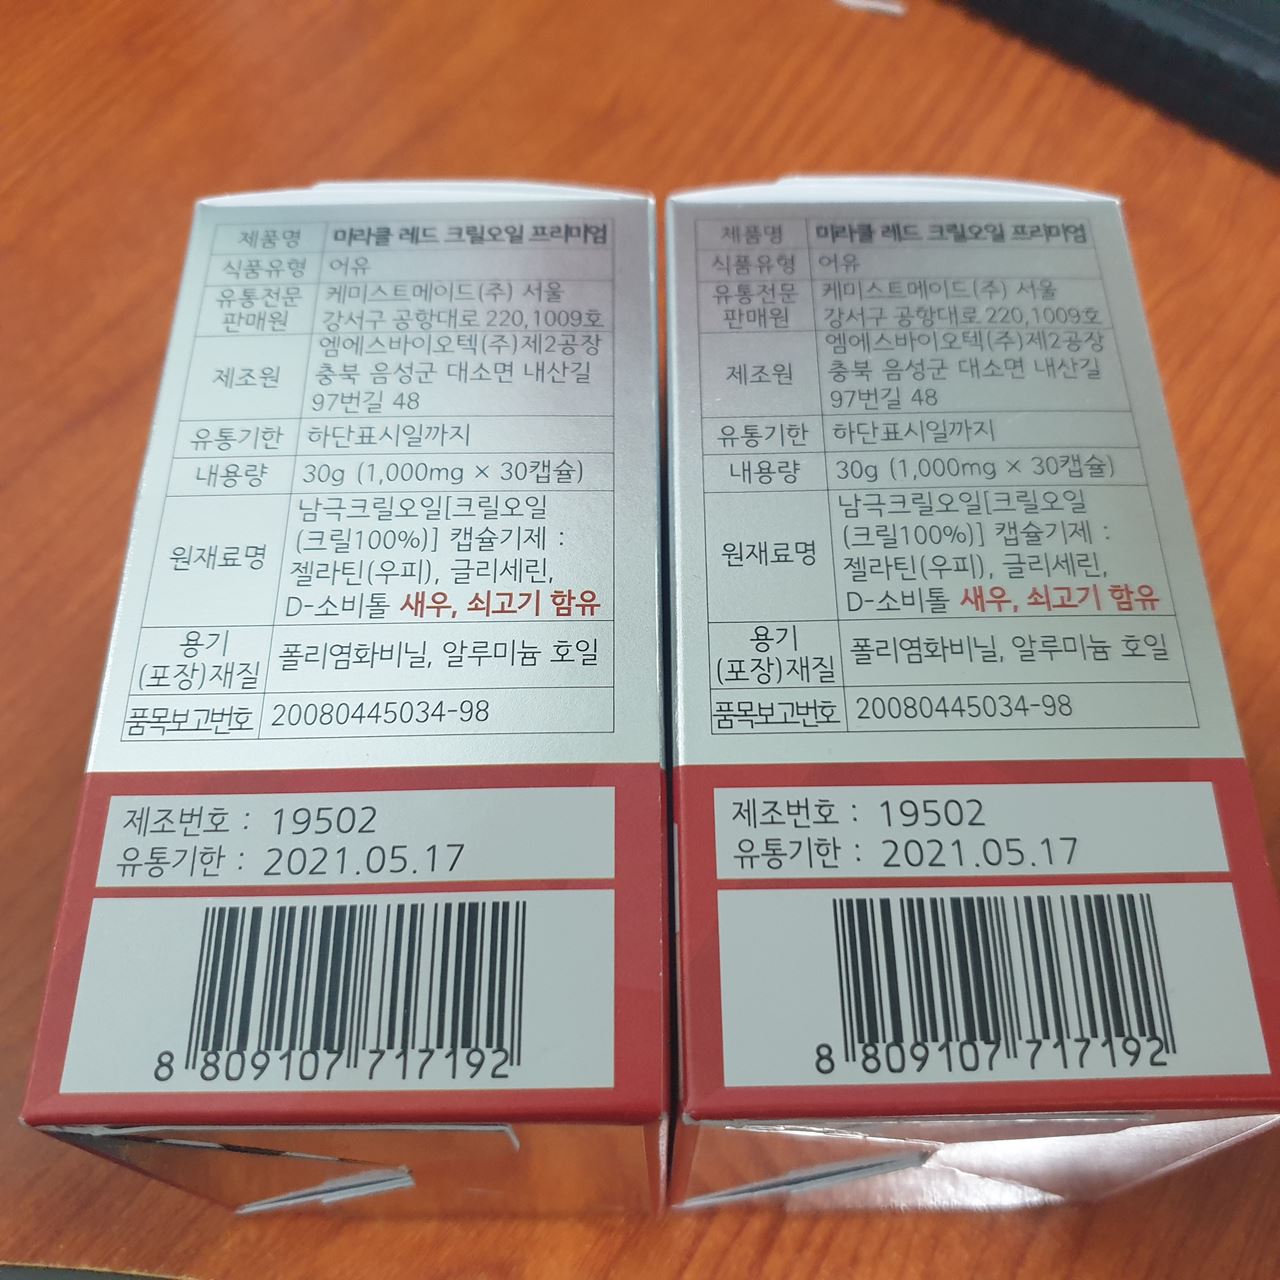 제품명 미라클 레드 크릴오일 프리미엄
식품유형 어유
유통전문 케미스트메이드(주) 서울
판매원 강서구 공항대로 220,1009호
엠에스바이오텍(주)제2공장
제조원 충북 음성군 대소면 내산길
97번길 48
유통기한 하단표시일까지
내용량 30g (1,000mg × 30캡슐)
남극크릴오일[크릴오일
(크릴100%)] 캡슐기제 :
원재료명 젤라틴(우피), 글리세린,
D-소비톨 새우, 쇠고기 함유
용기
(포장)재질 폴리염화비닐, 알루미늄 호일
품목보고번호 20080445034-98
제조번호 : 19502
유통기한 : 2021.05.17
8 809107 717192
제품명 미라클 레드 크릴오일 프리미엄
식품유형 어유
유통전문 케미스트메이드(주) 서울
판매원 강서구 공항대로 220,1009호
엠에스바이오텍(주)제2공장
제조원 충북 음성군 대소면 내산길
97번길 48
유통기한 하단표시일까지
내용량 30g (1,000mg × 30캡슐)
남극크릴오일[크릴오일
(크릴100%)] 캡슐기제 :
원재료명 젤라틴(우피), 글리세린,
D-소비톨 새우, 쇠고기 함유
용기
(포장)재질 폴리염화비닐, 알루미늄 호일
품목보고번호 20080445034-98
제조번호 : 19502
유통기한 : 2021.05.17
8 809107 717192